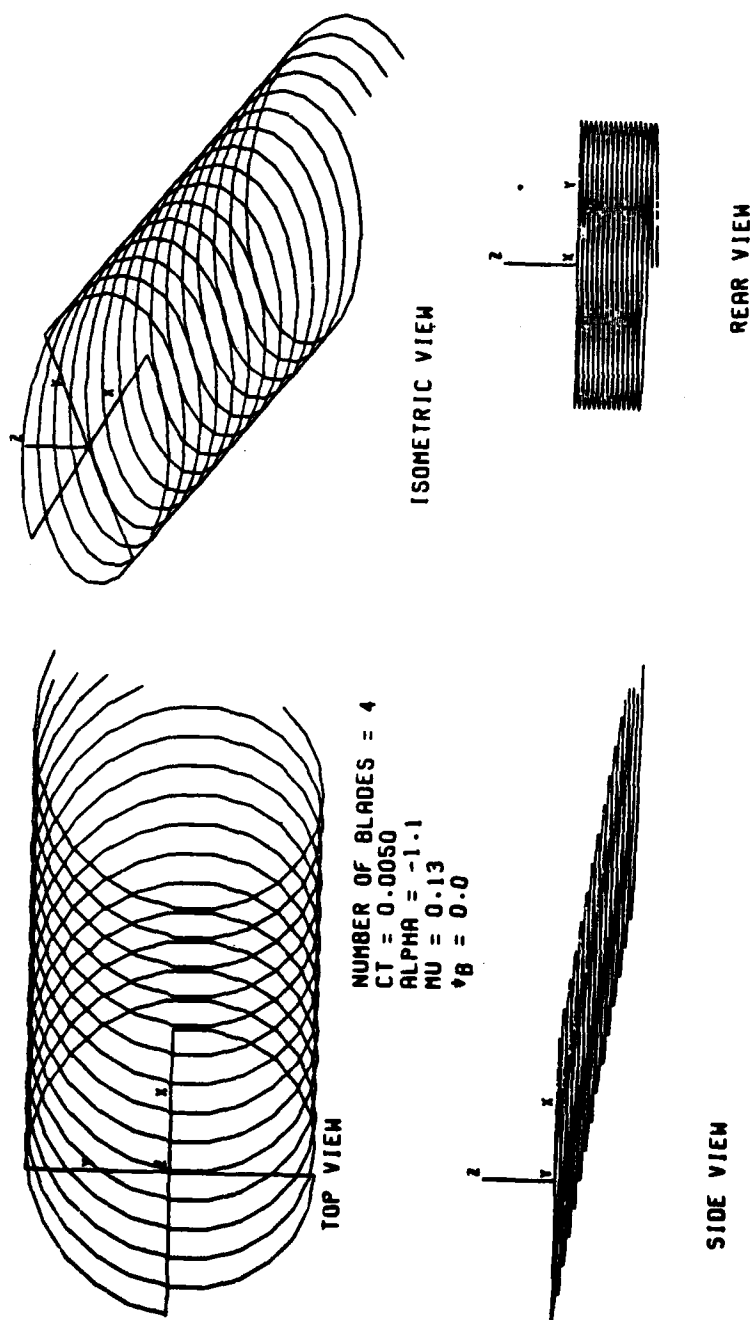 Z
Y
X
ISOMETRIC VIEW
Z
Y
X
REAR VIEW
Y
Z
X
TOP VIEW
NUMBER OF BLADES = 4
CT = 0.0050
ALPHA = -1.1
MU = 0.13
B = 0.0
Z
Y
X
SIDE VIEW